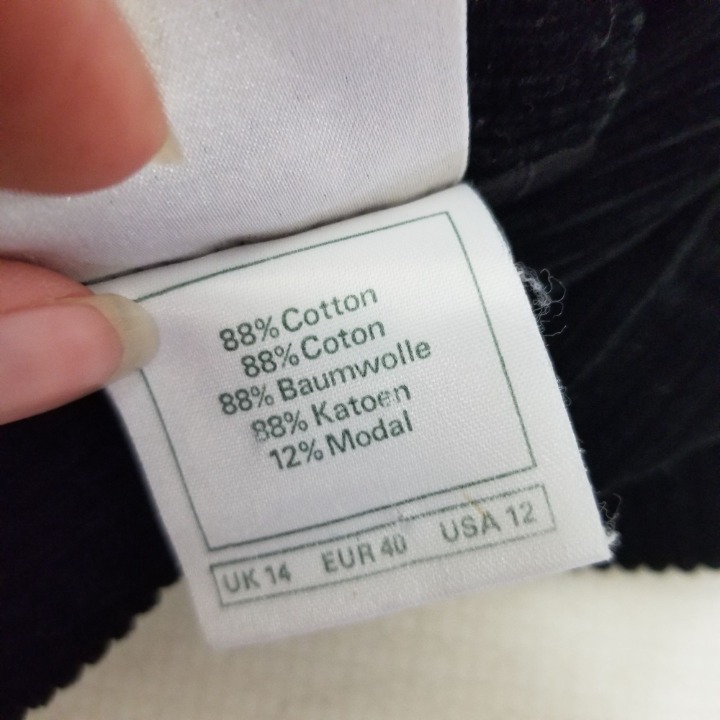 88% Cotton
88% Coton
88% Baumwolle
88% Katoen
12% Modal
UK 14 EUR 40 USA 12